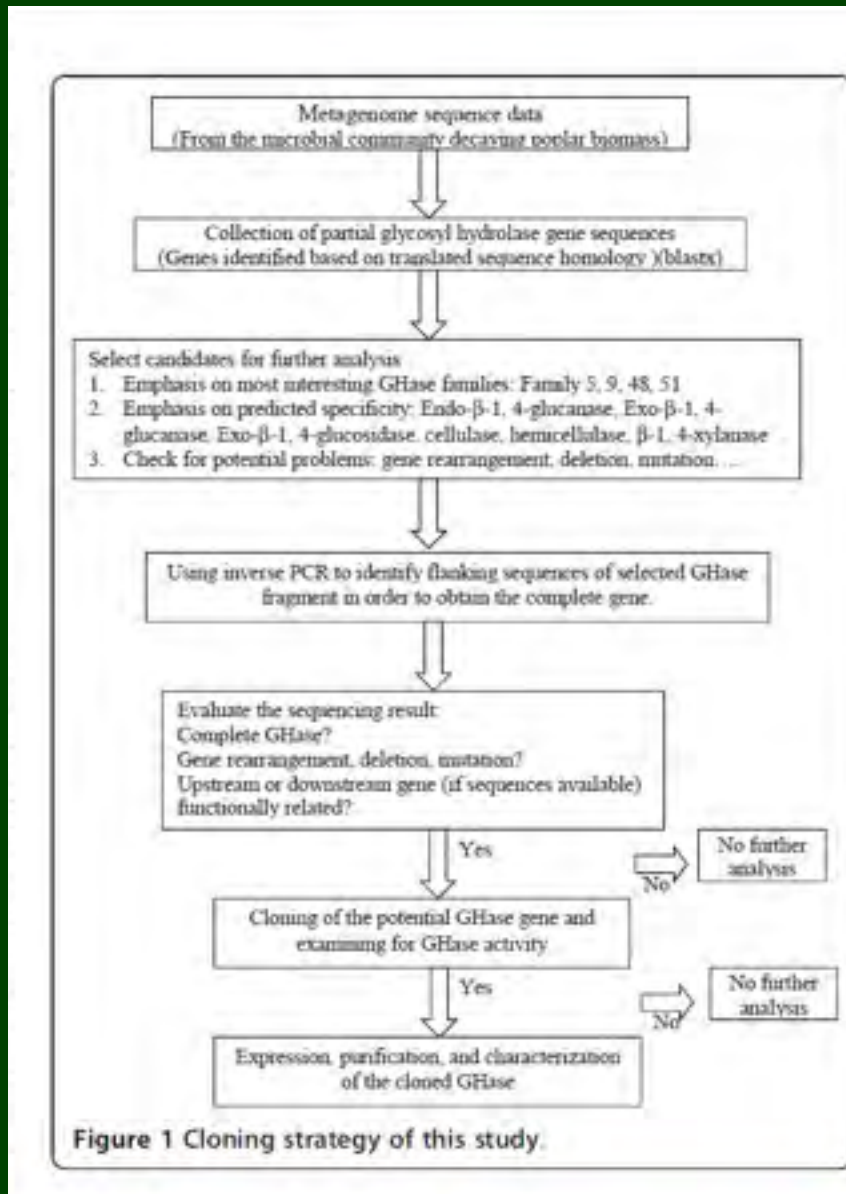 Metagenome sequence data
(From the microbial community decaying poplar biomass)
Collection of partial glycosyl hydrolase gene sequences
(Genes identified based on translated sequence homology )(blastx)
Select candidates for further analysis
1. Emphasis on most interesting GHase families: Family 5, 9, 48, 51
2. Emphasis on predicted specificity: Endo-β-1, 4-glucanase, Exo-β-1, 4-
glucanase, Exo-β-1, 4-glucosidase, cellulase, hemicellulase, β-1, 4-xylanase
3. Check for potential problems: gene rearrangement, deletion, mutation....
Using inverse PCR to identify flanking sequences of selected GHase
fragment in order to obtain the complete gene.
Evaluate the sequencing result:
Complete GHase?
Gene rearrangement, deletion, mutation?
Upstream or downstream gene (if sequences available)
functionally related?
Yes
No
No further
analysis
Cloning of the potential GHase gene and
examining for GHase activity
Yes
No
No further
analysis
Expression, purification, and characterization
of the cloned GHase
Figure 1 Cloning strategy of this study.